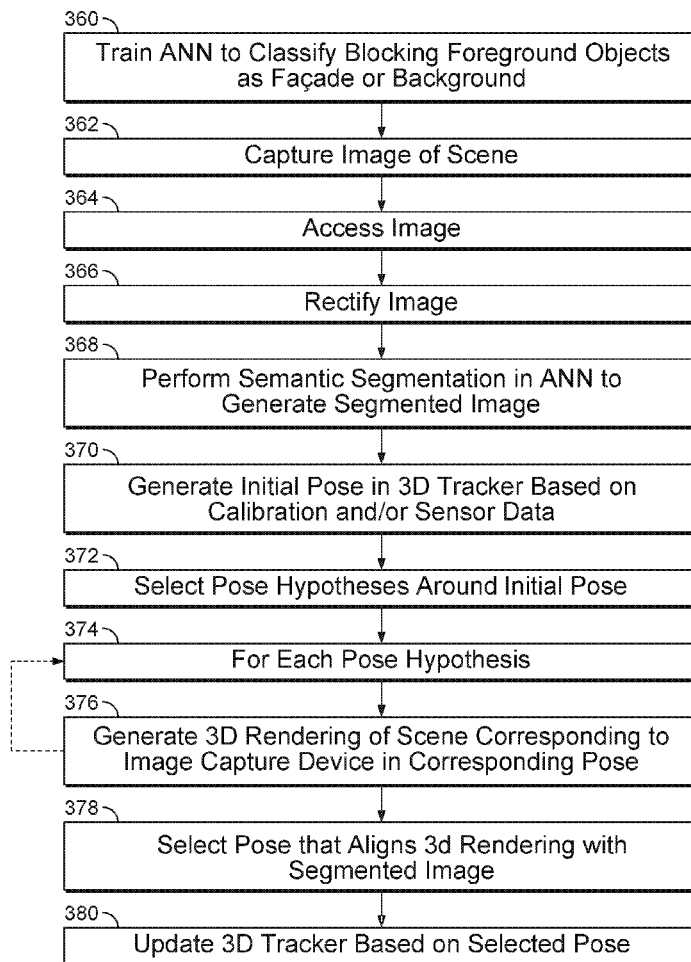 360
Train ANN to Classify Blocking Foreground Objects
as Façade or Background
362
Capture Image of Scene
364
Access Image
366
Rectify Image
368
Perform Semantic Segmentation in ANN to
Generate Segmented Image
370
Generate Initial Pose in 3D Tracker Based on
Calibration and/or Sensor Data
372
Select Pose Hypotheses Around Initial Pose
374
For Each Pose Hypothesis
376
Generate 3D Rendering of Scene Corresponding to
Image Capture Device in Corresponding Pose
378
Select Pose that Aligns 3d Rendering with
Segmented Image
380
Update 3D Tracker Based on Selected Pose